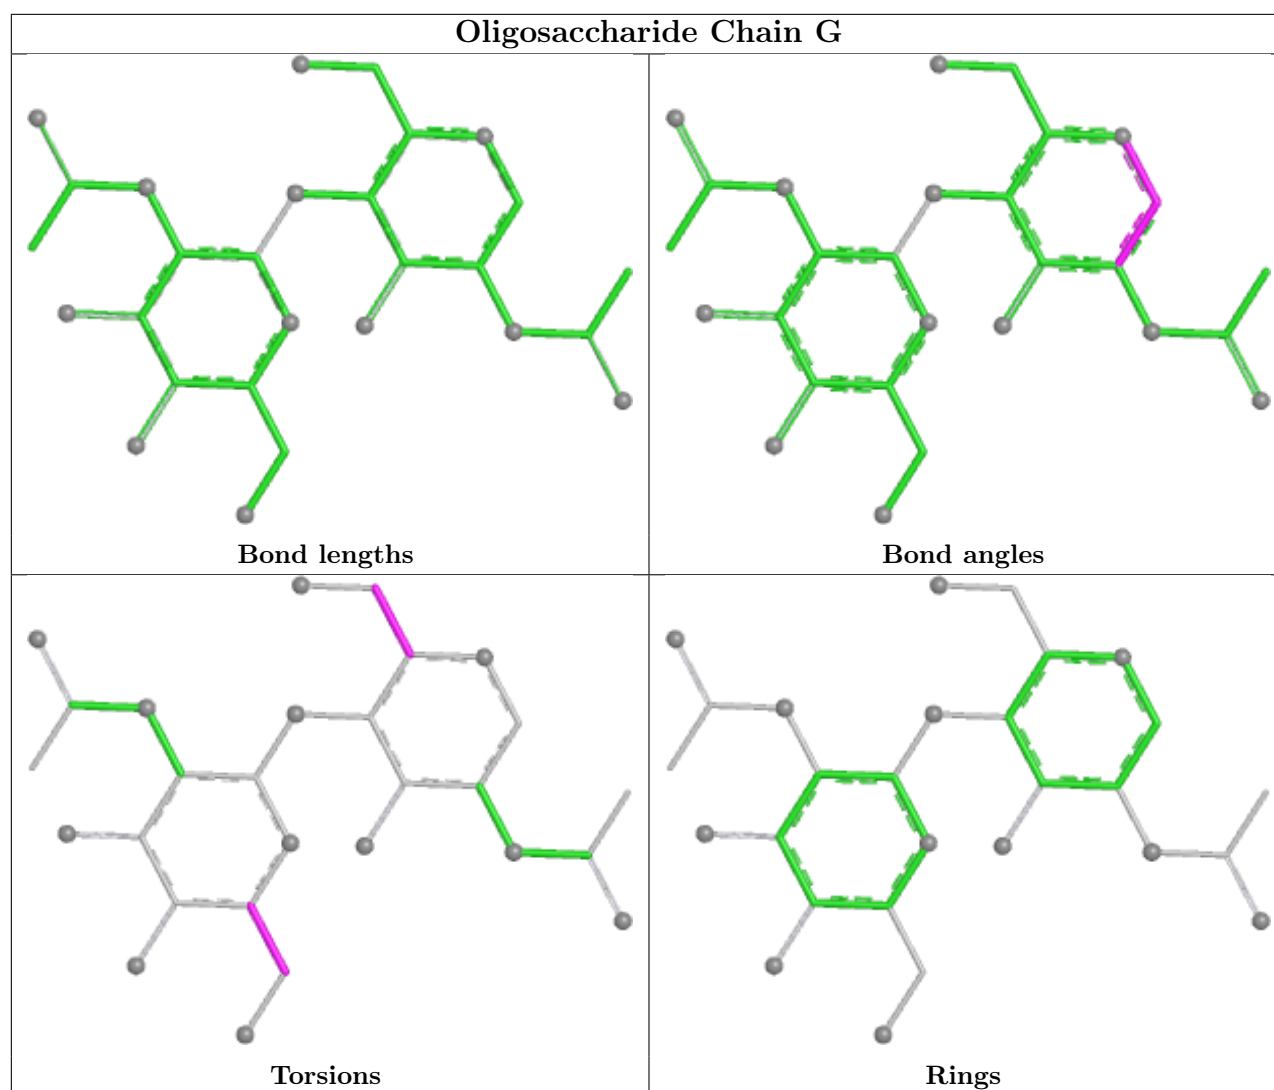 Oligosaccharide Chain G
Bond lengths
Bond angles
Torsions
Rings